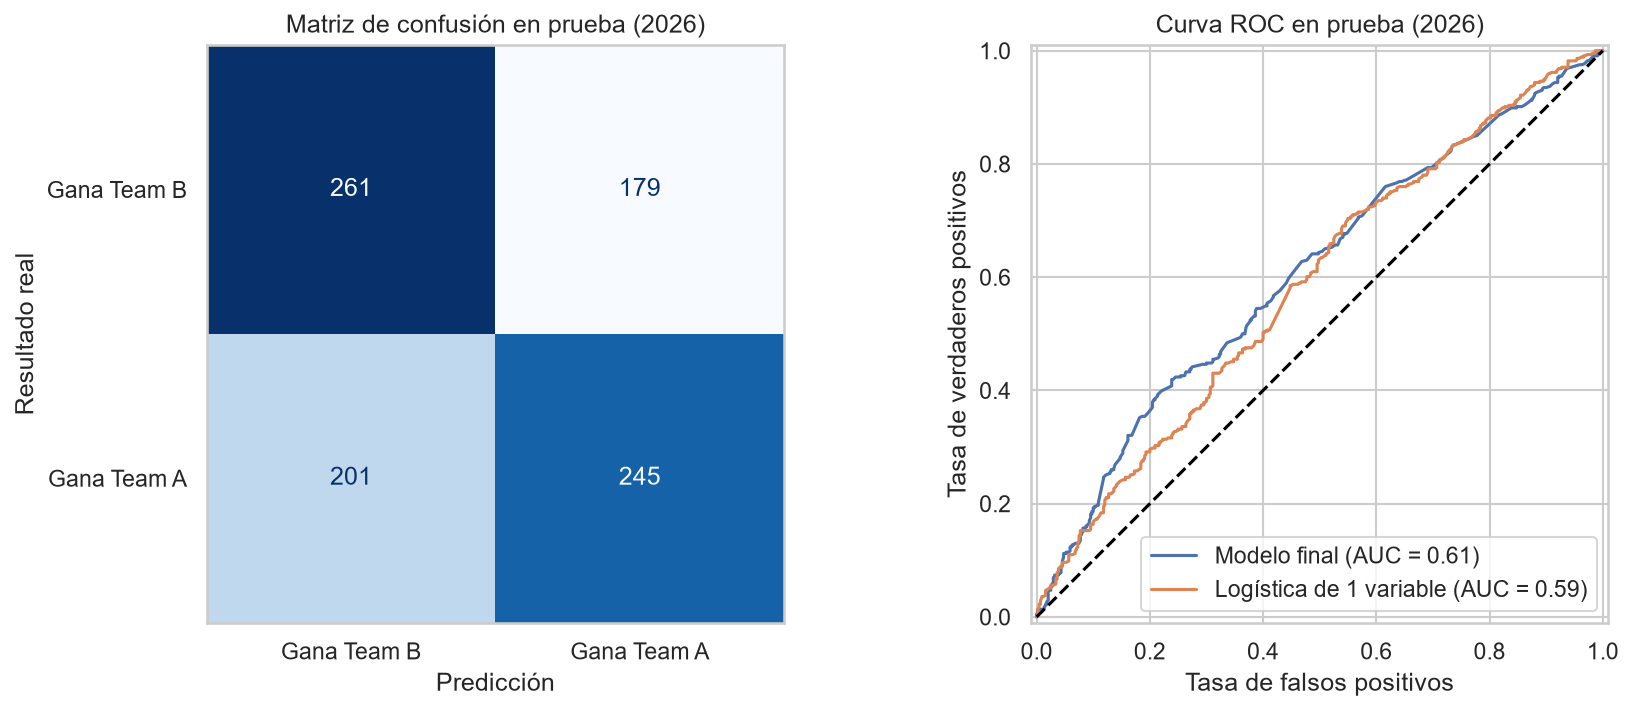 Matriz de confusión en prueba (2026)
Resultado real
Gana Team B
Gana Team A
261
179
201
245
Gana Team B
Gana Team A
Predicción
Curva ROC en prueba (2026)
Tasa de verdaderos positivos
1.0
0.8
0.6
0.4
0.2
0.0
Modelo final (AUC = 0.61)
Logística de 1 variable (AUC = 0.59)
0.0
0.2
0.4
0.6
0.8
1.0
Tasa de falsos positivos